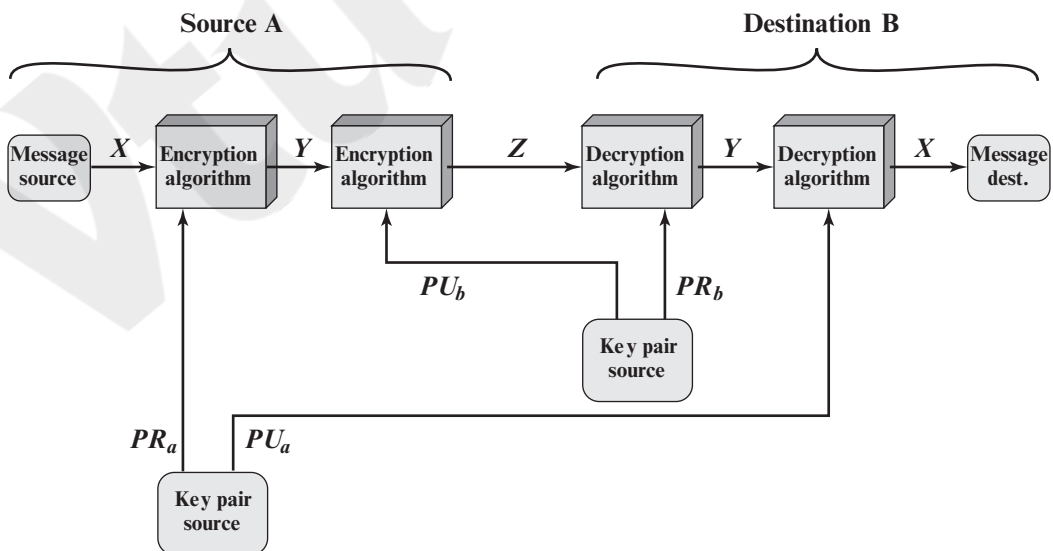 Source A
Destination B
Message
source
X
Encryption
algorithm
Y
Encryption
algorithm
Z
Decryption
algorithm
Y
Decryption
algorithm
X
Message
dest.
PUb
PRb
Key pair
source
PRa
PUa
Key pair
source
vtu